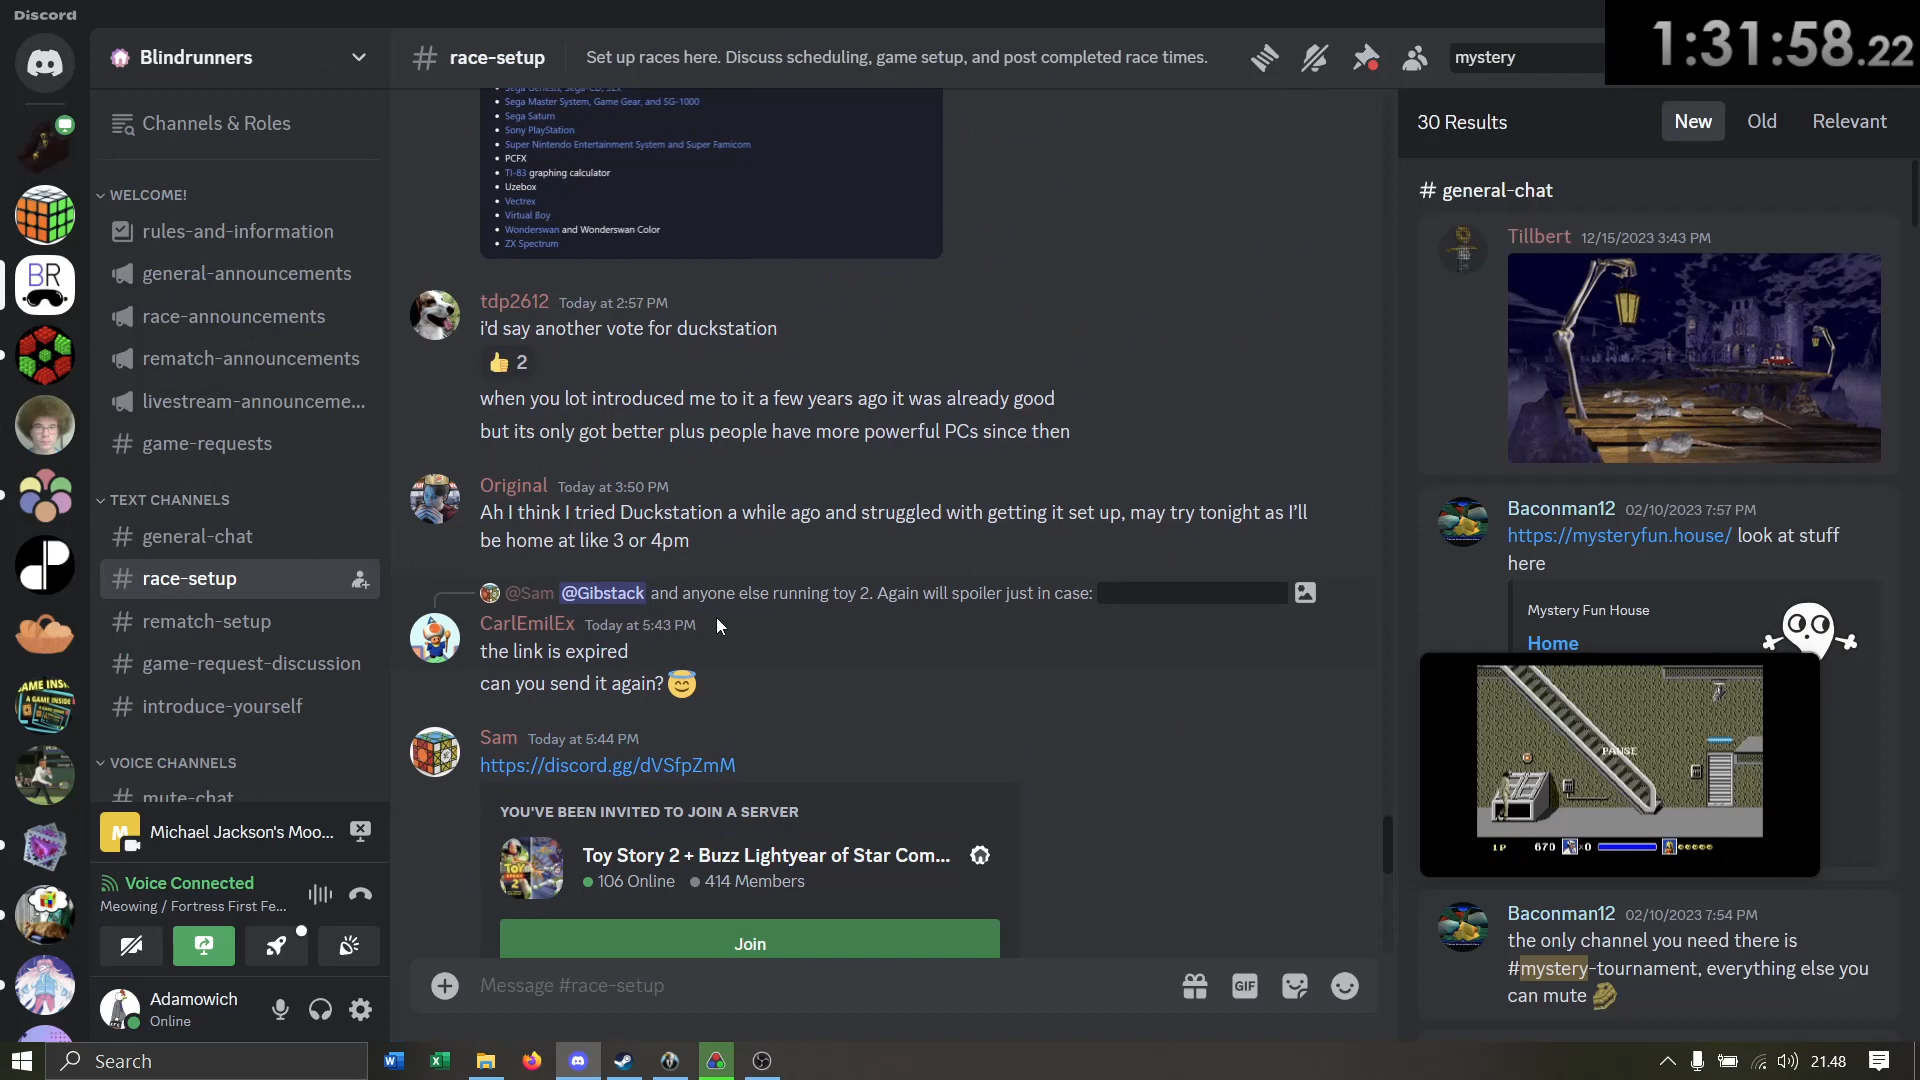 Discord
Blindrunners
race-setup
Set up races here. Discuss scheduling, game setup, and post completed race times.
mystery
1:31:58.22
Channels & Roles
WELCOME!
rules-and-information
general-announcements
race-announcements
rematch-announcements
livestream-announceme...
game-requests
TEXT CHANNELS
general-chat
race-setup
rematch-setup
game-request-discussion
introduce-yourself
VOICE CHANNELS
mute-chat
Michael Jackson's Moo...
Voice Connected
Meowing / Fortress First Fe...
Adamowich
Online
Sega Master System, Game Gear, and SG-1000
Sega Saturn
Sony PlayStation
Super Nintendo Entertainment System and Super Famicom
PCFX
TI-83 graphing calculator
Uzebox
Vectrex
Virtual Boy
Wonderswan and Wonderswan Color
ZX Spectrum
tdp2612 Today at 2:57 PM
i'd say another vote for duckstation
👍 2
when you lot introduced me to it a few years ago it was already good
but its only got better plus people have more powerful PCs since then
Original Today at 3:50 PM
Ah I think I tried Duckstation a while ago and struggled with getting it set up, may try tonight as I'll
be home at like 3 or 4pm
@Sam @Gibstack and anyone else running toy 2. Again will spoiler just in case:
CarlEmilEx Today at 5:43 PM
the link is expired
can you send it again? 😇
Sam Today at 5:44 PM
https://discord.gg/dVSfpZmM
YOU'VE BEEN INVITED TO JOIN A SERVER
Toy Story 2 + Buzz Lightyear of Star Com...
106 Online 414 Members
Join
Message #race-setup
GIF
30 Results
New
Old
Relevant
# general-chat
Tillbert 12/15/2023 3:43 PM
Baconman12 02/10/2023 7:57 PM
https://mysteryfun.house/ look at stuff
here
Mystery Fun House
Home
PAUSE
1P 670 ×0
Baconman12 02/10/2023 7:54 PM
the only channel you need there is
#mystery-tournament, everything else you
can mute
BR
GAME INSI
A GAME INSIDE
Search
21.48